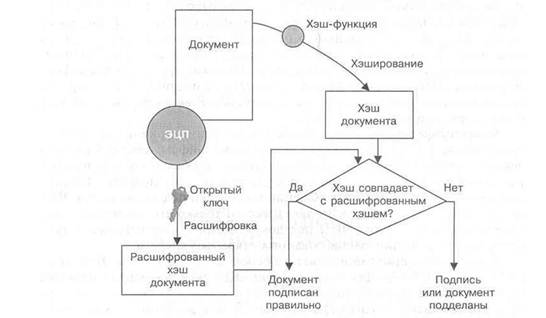 Хэш-функция
Документ
Хэширование
Хэш
документа
ЭЦП
Открытый
ключ
Расшифровка
Да
Хэш совпадает
с расшифрованным
хэшем?
Нет
Расшифрованный
хэш
документа
Документ
подписан
правильно
Подпись
или документ
подделаны